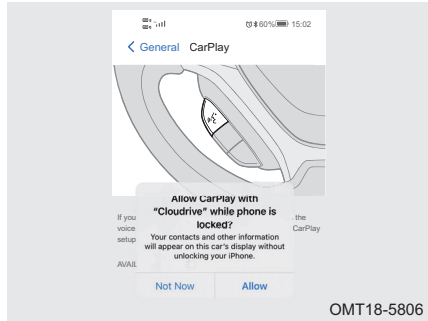 60% 15:02
General CarPlay
Allow CarPlay with
"Cloudrive" while phone is
locked?
Your contacts and other information
will appear on this car's display without
unlocking your iPhone.
If you the
voice CarPlay
setup
AVAIL
Not Now Allow
OMT18-5806